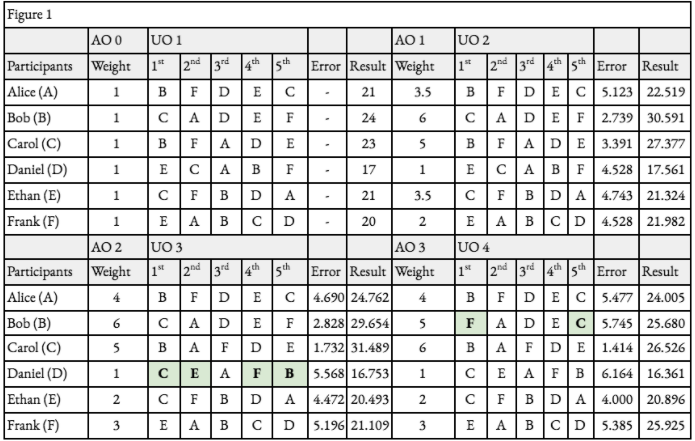 Figure 1
AO 0 UO 1 AO 1 UO 2
Participants Weight 1st 2nd 3rd 4th 5th Error Result Weight 1st 2nd 3rd 4th 5th Error Result
Alice (A) 1 B F D E C - 21 3.5 B F D E C 5.123 22.519
Bob (B) 1 C A D E F - 24 6 C A D E F 2.739 30.591
Carol (C) 1 B F A D E - 23 5 B F A D E 3.391 27.377
Daniel (D) 1 E C A B F - 17 1 E C A B F 4.528 17.561
Ethan (E) 1 C F B D A - 21 3.5 C F B D A 4.743 21.324
Frank (F) 1 E A B C D - 20 2 E A B C D 4.528 21.982
AO 2 UO 3 AO 3 UO 4
Participants Weight 1st 2nd 3rd 4th 5th Error Result Weight 1st 2nd 3rd 4th 5th Error Result
Alice (A) 4 B F D E C 4.690 24.762 4 B F D E C 5.477 24.005
Bob (B) 6 C A D E F 2.828 29.654 5 F A D E C 5.745 25.680
Carol (C) 5 B A F D E 1.732 31.489 6 B A F D E 1.414 26.526
Daniel (D) 1 C E A F B 5.568 16.753 1 C E A F B 6.164 16.361
Ethan (E) 2 C F B D A 4.472 20.493 2 C F B D A 4.000 20.896
Frank (F) 3 E A B C D 5.196 21.109 3 E A B C D 5.385 25.925